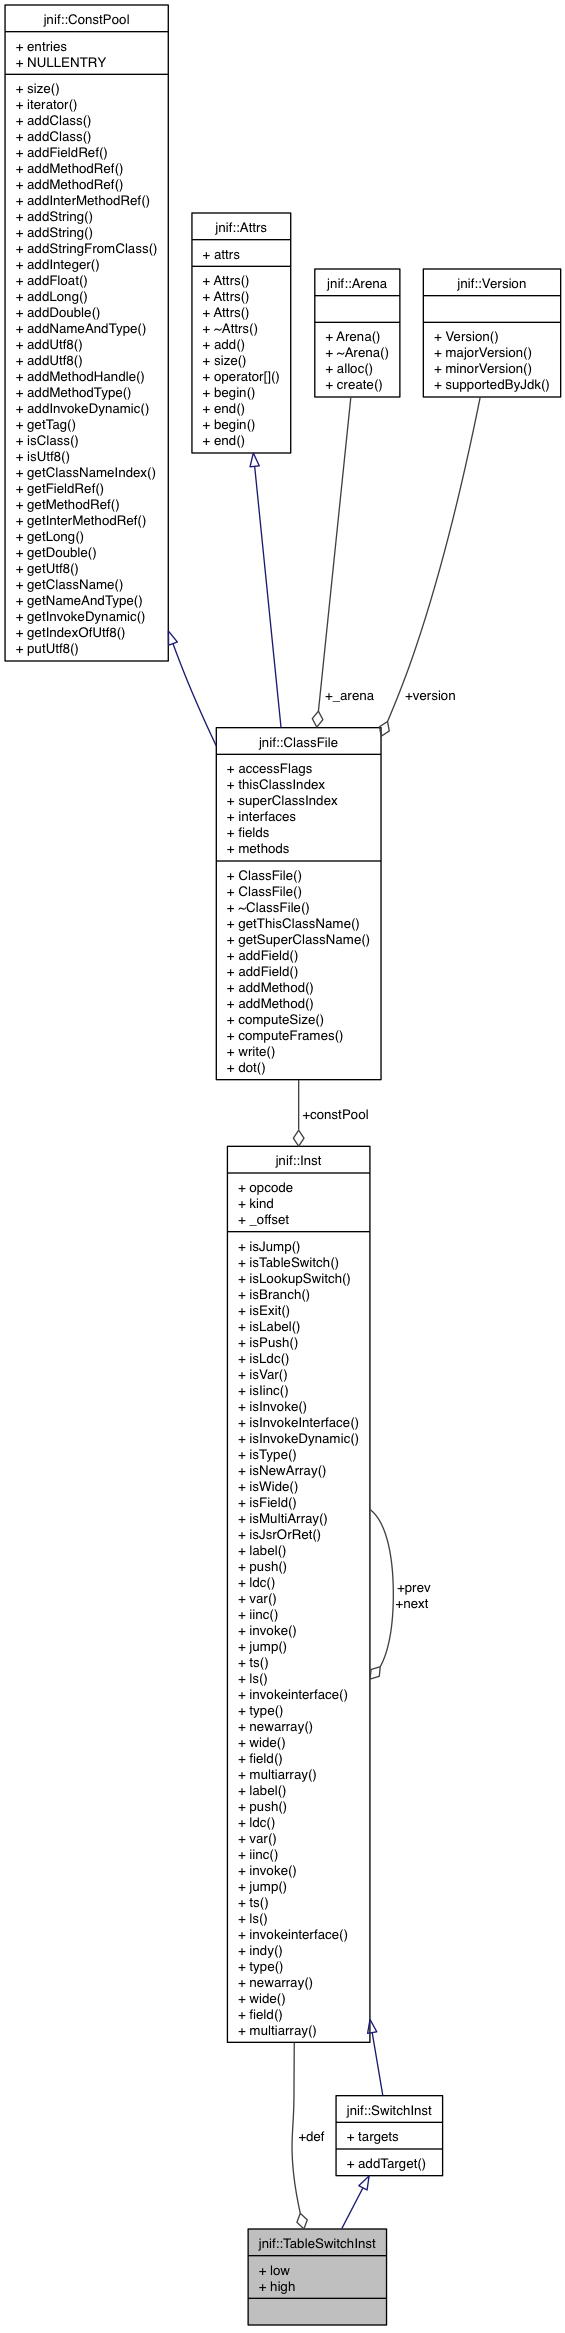 jnif::ConstPool
+ entries
+ NULLENTRY
+ size()
+ iterator()
+ addClass()
+ addClass()
+ addFieldRef()
+ addMethodRef()
+ addMethodRef()
+ addInterMethodRef()
+ addString()
+ addString()
+ addStringFromClass()
+ addInteger()
+ addFloat()
+ addLong()
+ addDouble()
+ addNameAndType()
+ addUtf8()
+ addUtf8()
+ addMethodHandle()
+ addMethodType()
+ addInvokeDynamic()
+ getTag()
+ isClass()
+ isUtf8()
+ getClassNameIndex()
+ getFieldRef()
+ getMethodRef()
+ getInterMethodRef()
+ getLong()
+ getDouble()
+ getUtf8()
+ getClassName()
+ getNameAndType()
+ getInvokeDynamic()
+ getIndexOfUtf8()
+ putUtf8()
jnif::Attrs
+ attrs
+ Attrs()
+ Attrs()
+ Attrs()
+ ~Attrs()
+ add()
+ size()
+ operator[]()
+ begin()
+ end()
+ begin()
+ end()
jnif::Arena
+ Arena()
+ ~Arena()
+ alloc()
+ create()
jnif::Version
+ Version()
+ majorVersion()
+ minorVersion()
+ supportedByJdk()
+_arena
+version
jnif::ClassFile
+ accessFlags
+ thisClassIndex
+ superClassIndex
+ interfaces
+ fields
+ methods
+ ClassFile()
+ ClassFile()
+ ~ClassFile()
+ getThisClassName()
+ getSuperClassName()
+ addField()
+ addField()
+ addMethod()
+ addMethod()
+ computeSize()
+ computeFrames()
+ write()
+ dot()
+constPool
jnif::Inst
+ opcode
+ kind
+ _offset
+ isJump()
+ isTableSwitch()
+ isLookupSwitch()
+ isBranch()
+ isExit()
+ isLabel()
+ isPush()
+ isLdc()
+ isVar()
+ isIinc()
+ isInvoke()
+ isInvokeInterface()
+ isInvokeDynamic()
+ isType()
+ isNewArray()
+ isWide()
+ isField()
+ isMultiArray()
+ isJsrOrRet()
+ label()
+ push()
+ ldc()
+ var()
+ iinc()
+ invoke()
+ jump()
+ ts()
+ ls()
+ invokeinterface()
+ type()
+ newarray()
+ wide()
+ field()
+ multiarray()
+ label()
+ push()
+ ldc()
+ var()
+ iinc()
+ invoke()
+ jump()
+ ts()
+ ls()
+ invokeinterface()
+ indy()
+ type()
+ newarray()
+ wide()
+ field()
+ multiarray()
+prev
+next
jnif::SwitchInst
+ targets
+ addTarget()
+def
jnif::TableSwitchInst
+ low
+ high